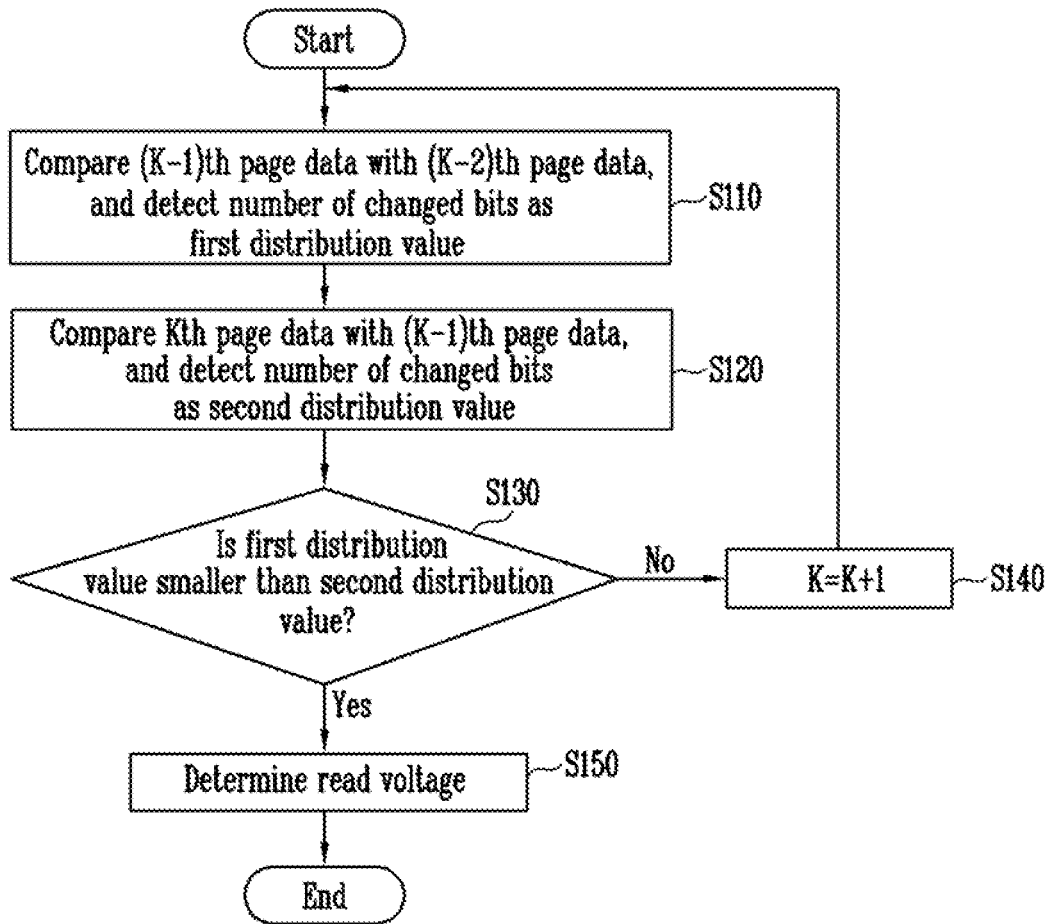 Start
Compare (K-1)th page data with (K-2)th page data,
and detect number of changed bits as
first distribution value
S110
Compare Kth page data with (K-1)th page data,
and detect number of changed bits
as second distribution value
S120
S130
Is first distribution
value smaller than second distribution
value?
No
K=K+1
S140
Yes
Determine read voltage
S150
End